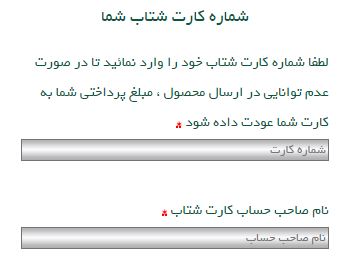 شماره کارت شتاب شما
لطفا شماره کارت شتاب خود را وارد نمائید تا در صورت
عدم توانایی در ارسال محصول ، مبلغ پرداختی شما به
کارت شما عودت داده شود *
شماره کارت
نام صاحب حساب کارت شتاب *
نام صاحب حساب